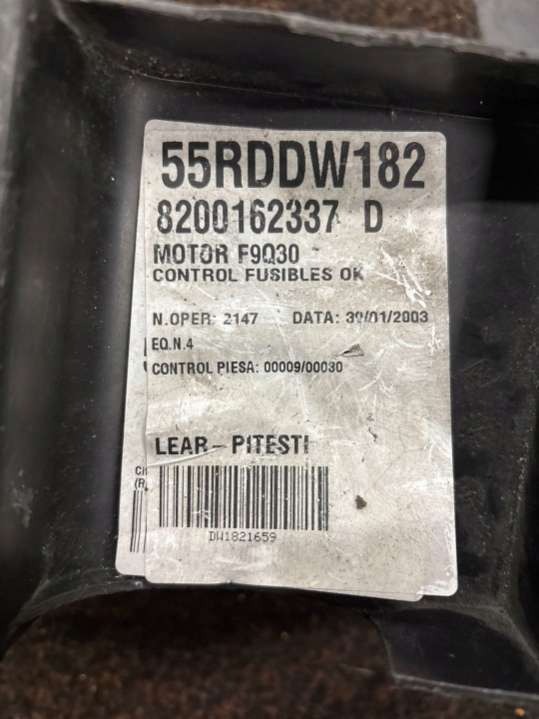 55RDDW182
8200162337 D
MOTOR F9Q30
CONTROL FUSIBLES OK
N.OPER: 2147 DATA: 30/01/2003
EQ.N.4
CONTROL PIESA: 00009/00030
LEAR-PITESTI
DW1821659